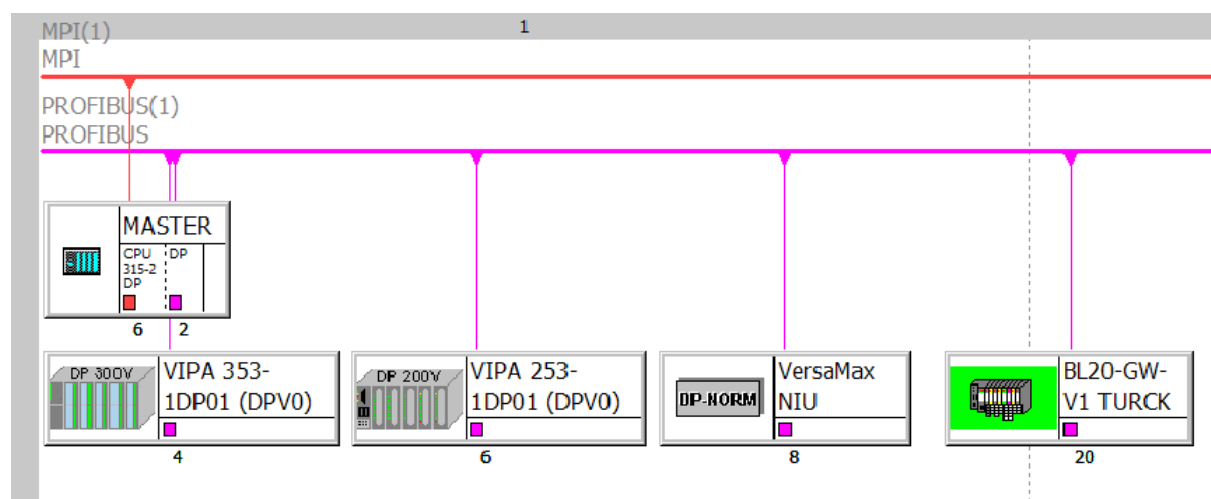 1
MPI(1)
MPI
PROFIBUS(1)
PROFIBUS
MASTER
CPU
315-2
DP
DP
6
2
DP 300V
VIPA 353-
1DP01 (DPV0)
4
DP 200V
VIPA 253-
1DP01 (DPV0)
6
DP-NORM
VersaMax
NIU
8
BL20-GW-
V1 TURCK
20